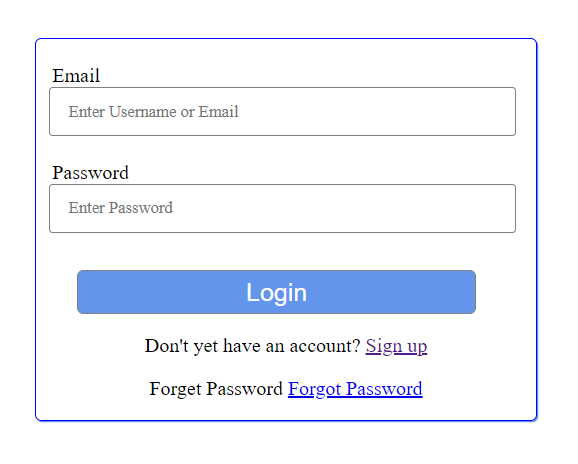 Email
Enter Username or Email
Password
Enter Password
Login
Don't yet have an account? Sign up
Forget Password Forgot Password